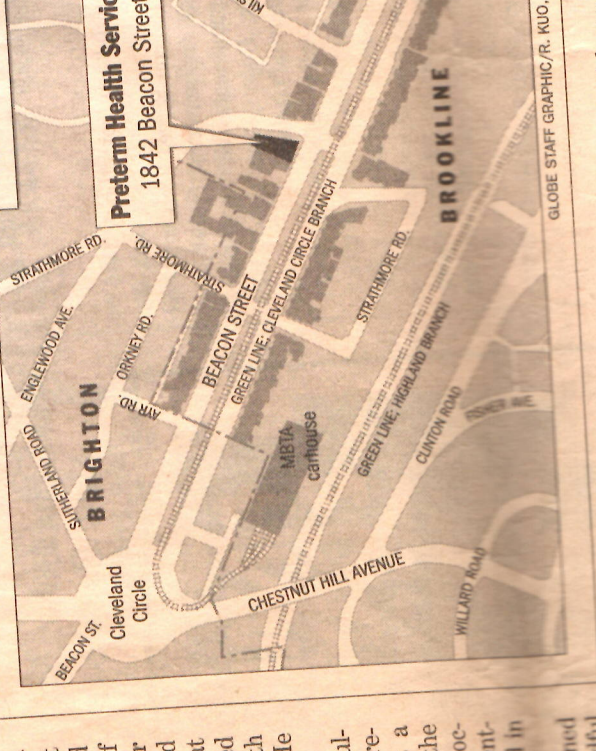 Preterm Health Servic
1842 Beacon Street
BROOKLINE
GLOBE STAFF GRAPHIC/R. KUO,
STRATHMORE RD.
STRATHMORE RD.
STRATHMORE RD.
STRATHMORE RD.
ENGLEWOOD AVE.
ORKNEY RD.
AYR RD.
BEACON STREET
GREEN LINE; CLEVELAND CIRCLE BRANCH
BRIGHTON
SUTHERLAND ROAD
MBTA
carhouse
GREEN LINE; HIGHLAND BRANCH
CLINTON ROAD
FISHER AVE.
Cleveland
Circle
BEACON ST.
CHESTNUT HILL AVENUE
WILLARD ROAD